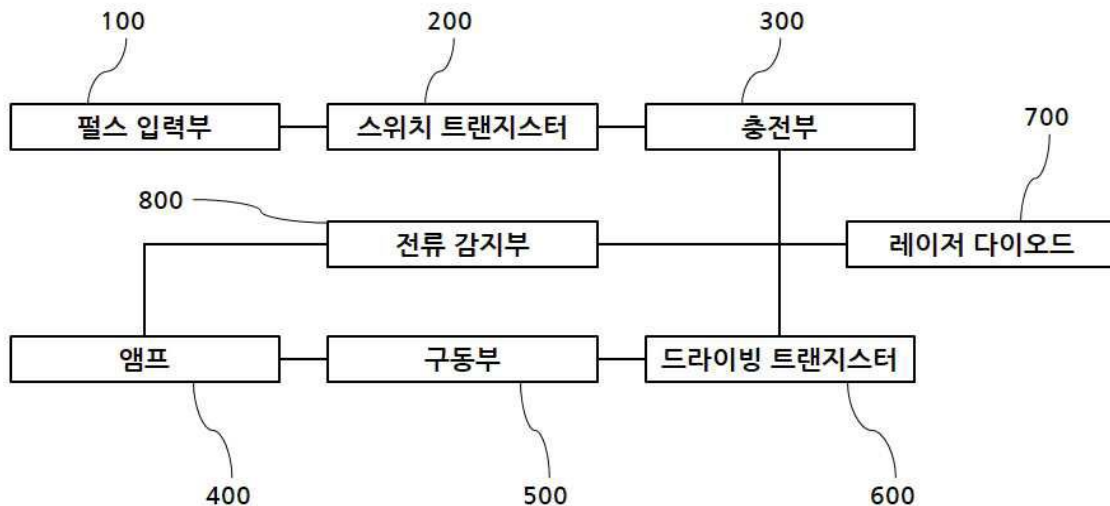 100
200
300
펄스 입력부
스위치 트랜지스터
충전부
700
800
전류 감지부
레이저 다이오드
앰프
구동부
드라이빙 트랜지스터
400
500
600